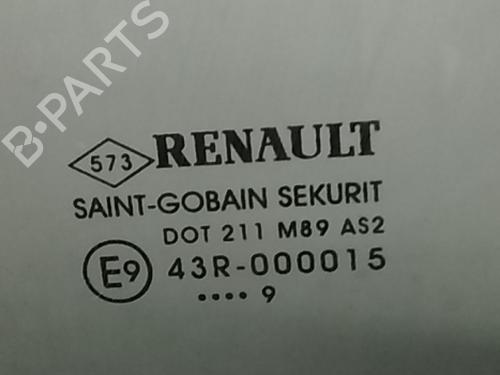 B-PARTS
573 RENAULT
SAINT-GOBAIN SEKURIT
DOT 211 M89 AS2
E9 43R-000015
•••• 9